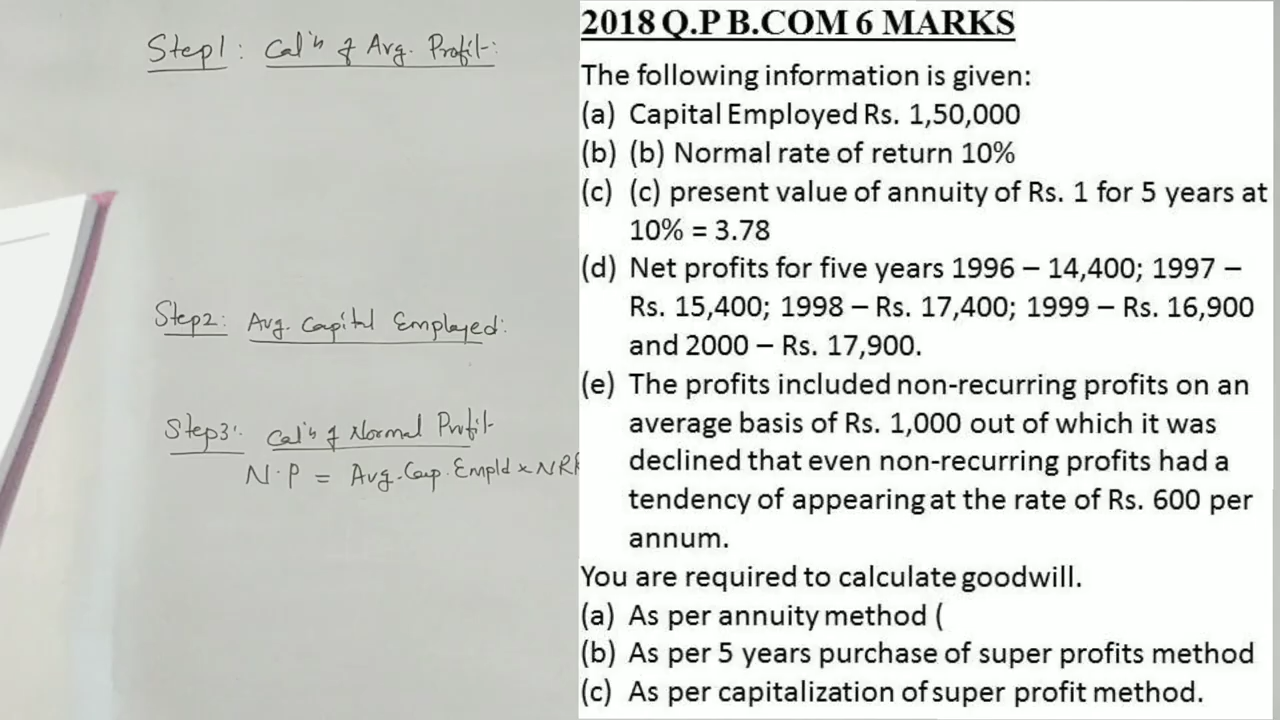 Step1: Cal'n of Avg. Profit:
Step2: Avg. Capital Employed:
Step3: Cal'n of Normal Profit
N.P = Avg. Cap. Empld x NRR
2018 Q.P B.COM 6 MARKS
The following information is given:
(a) Capital Employed Rs. 1,50,000
(b) (b) Normal rate of return 10%
(c) (c) present value of annuity of Rs. 1 for 5 years at
10% = 3.78
(d) Net profits for five years 1996 – 14,400; 1997 –
Rs. 15,400; 1998 – Rs. 17,400; 1999 – Rs. 16,900
and 2000 – Rs. 17,900.
(e) The profits included non-recurring profits on an
average basis of Rs. 1,000 out of which it was
declined that even non-recurring profits had a
tendency of appearing at the rate of Rs. 600 per
annum.
You are required to calculate goodwill.
(a) As per annuity method (
(b) As per 5 years purchase of super profits method
(c) As per capitalization of super profit method.